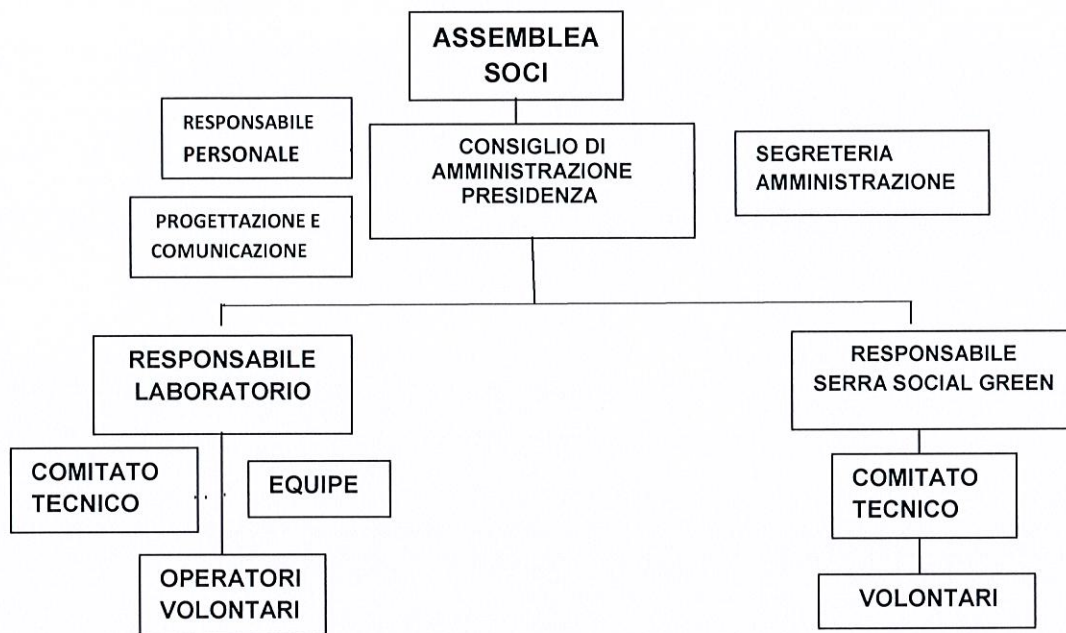 ASSEMBLEA
SOCI
RESPONSABILE
PERSONALE
CONSIGLIO DI
AMMINISTRAZIONE
PRESIDENZA
SEGRETERIA
AMMINISTRAZIONE
PROGETTAZIONE E
COMUNICAZIONE
RESPONSABILE
LABORATORIO
RESPONSABILE
SERRA SOCIAL GREEN
COMITATO
TECNICO
EQUIPE
COMITATO
TECNICO
OPERATORI
VOLONTARI
VOLONTARI